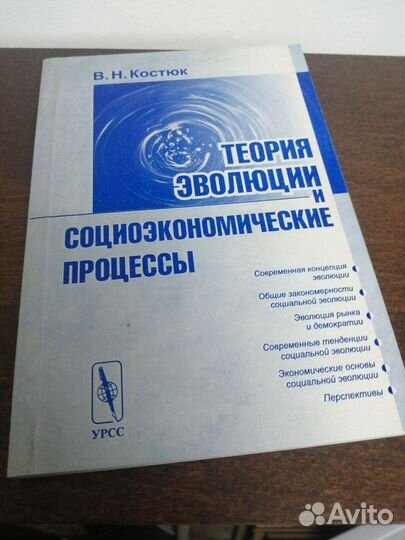 В. Н. Костюк
ТЕОРИЯ
ЭВОЛЮЦИИ
и
СОЦИОЭКОНОМИЧЕСКИЕ
ПРОЦЕССЫ
Современная концепция
эволюции
Общие закономерности
социальной эволюции
Эволюция рынка
и демократии
Современные тенденции
социальной эволюции
Экономические основы
социальной эволюции
Перспективы
УРСС
Avito